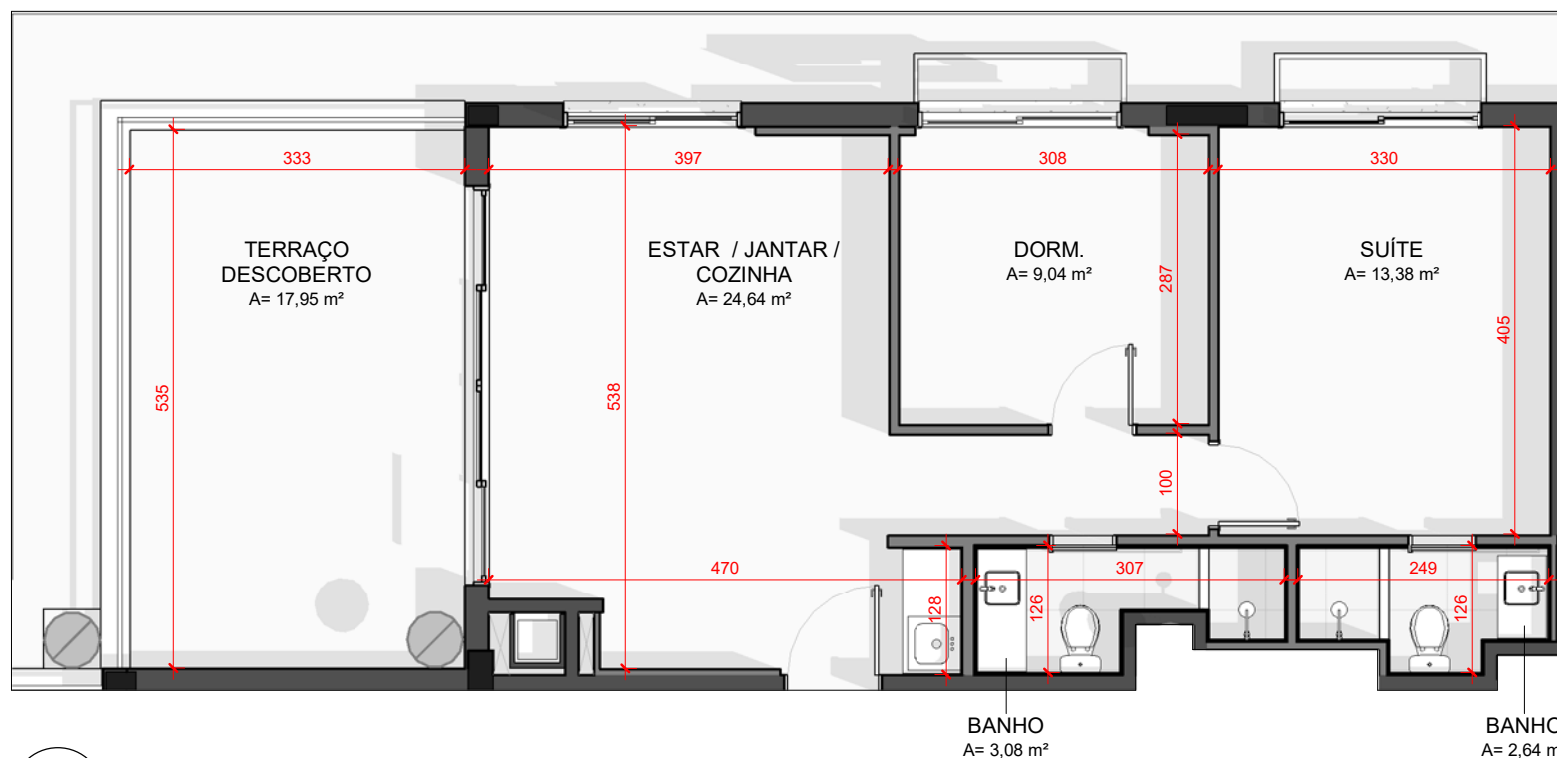 333
397
308
330
TERRAÇO
DESCOBERTO
A= 17,95 m²
ESTAR / JANTAR /
COZINHA
A= 24,64 m²
DORM.
A= 9,04 m²
SUÍTE
A= 13,38 m²
287
405
535
538
100
470
307
249
128
126
126
BANHO
A= 3,08 m²
BANHO
A= 2,64 m